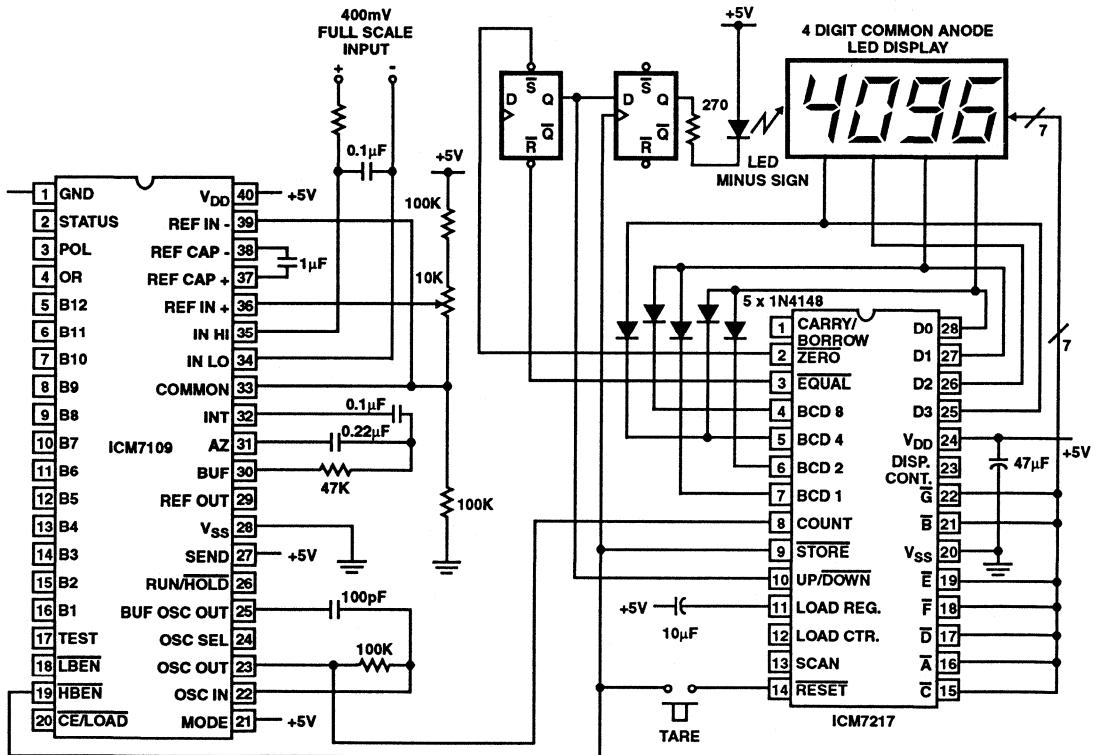 400mV
FULL SCALE
INPUT
+ -
0.1µF
+5V
100K
10K
100K
1 GND
2 STATUS
3 POL
4 OR
5 B12
6 B11
7 B10
8 B9
9 B8
10 B7
11 B6
12 B5
13 B4
14 B3
15 B2
16 B1
17 TEST
18 LBEN
19 HBEN
20 CE/LOAD
ICM7109
VDD 40 +5V
REF IN - 39
REF CAP - 38
1µF
REF CAP + 37
REF IN + 36
IN HI 35
IN LO 34
COMMON 33
INT 32
0.1µF
AZ 31
0.22µF
BUF 30
47K
REF OUT 29
VSS 28
SEND 27 +5V
RUN/HOLD 26
BUF OSC OUT 25
100pF
OSC SEL 24
OSC OUT 23
100K
OSC IN 22
MODE 21 +5V
S
D Q
Q
R
S
D Q
Q
R
270
+5V
LED
MINUS SIGN
4 DIGIT COMMON ANODE
LED DISPLAY
4096
7
7
5 x 1N4148
1 CARRY/
BORROW
2 ZERO
3 EQUAL
4 BCD 8
5 BCD 4
6 BCD 2
7 BCD 1
8 COUNT
9 STORE
10 UP/DOWN
+5V
10µF
11 LOAD REG.
12 LOAD CTR.
13 SCAN
14 RESET
TARE
D0 28
D1 27
D2 26
D3 25
VDD 24
+5V
47µF
DISP.
CONT. 23
G 22
B 21
VSS 20
E 19
F 18
D 17
A 16
C 15
ICM7217